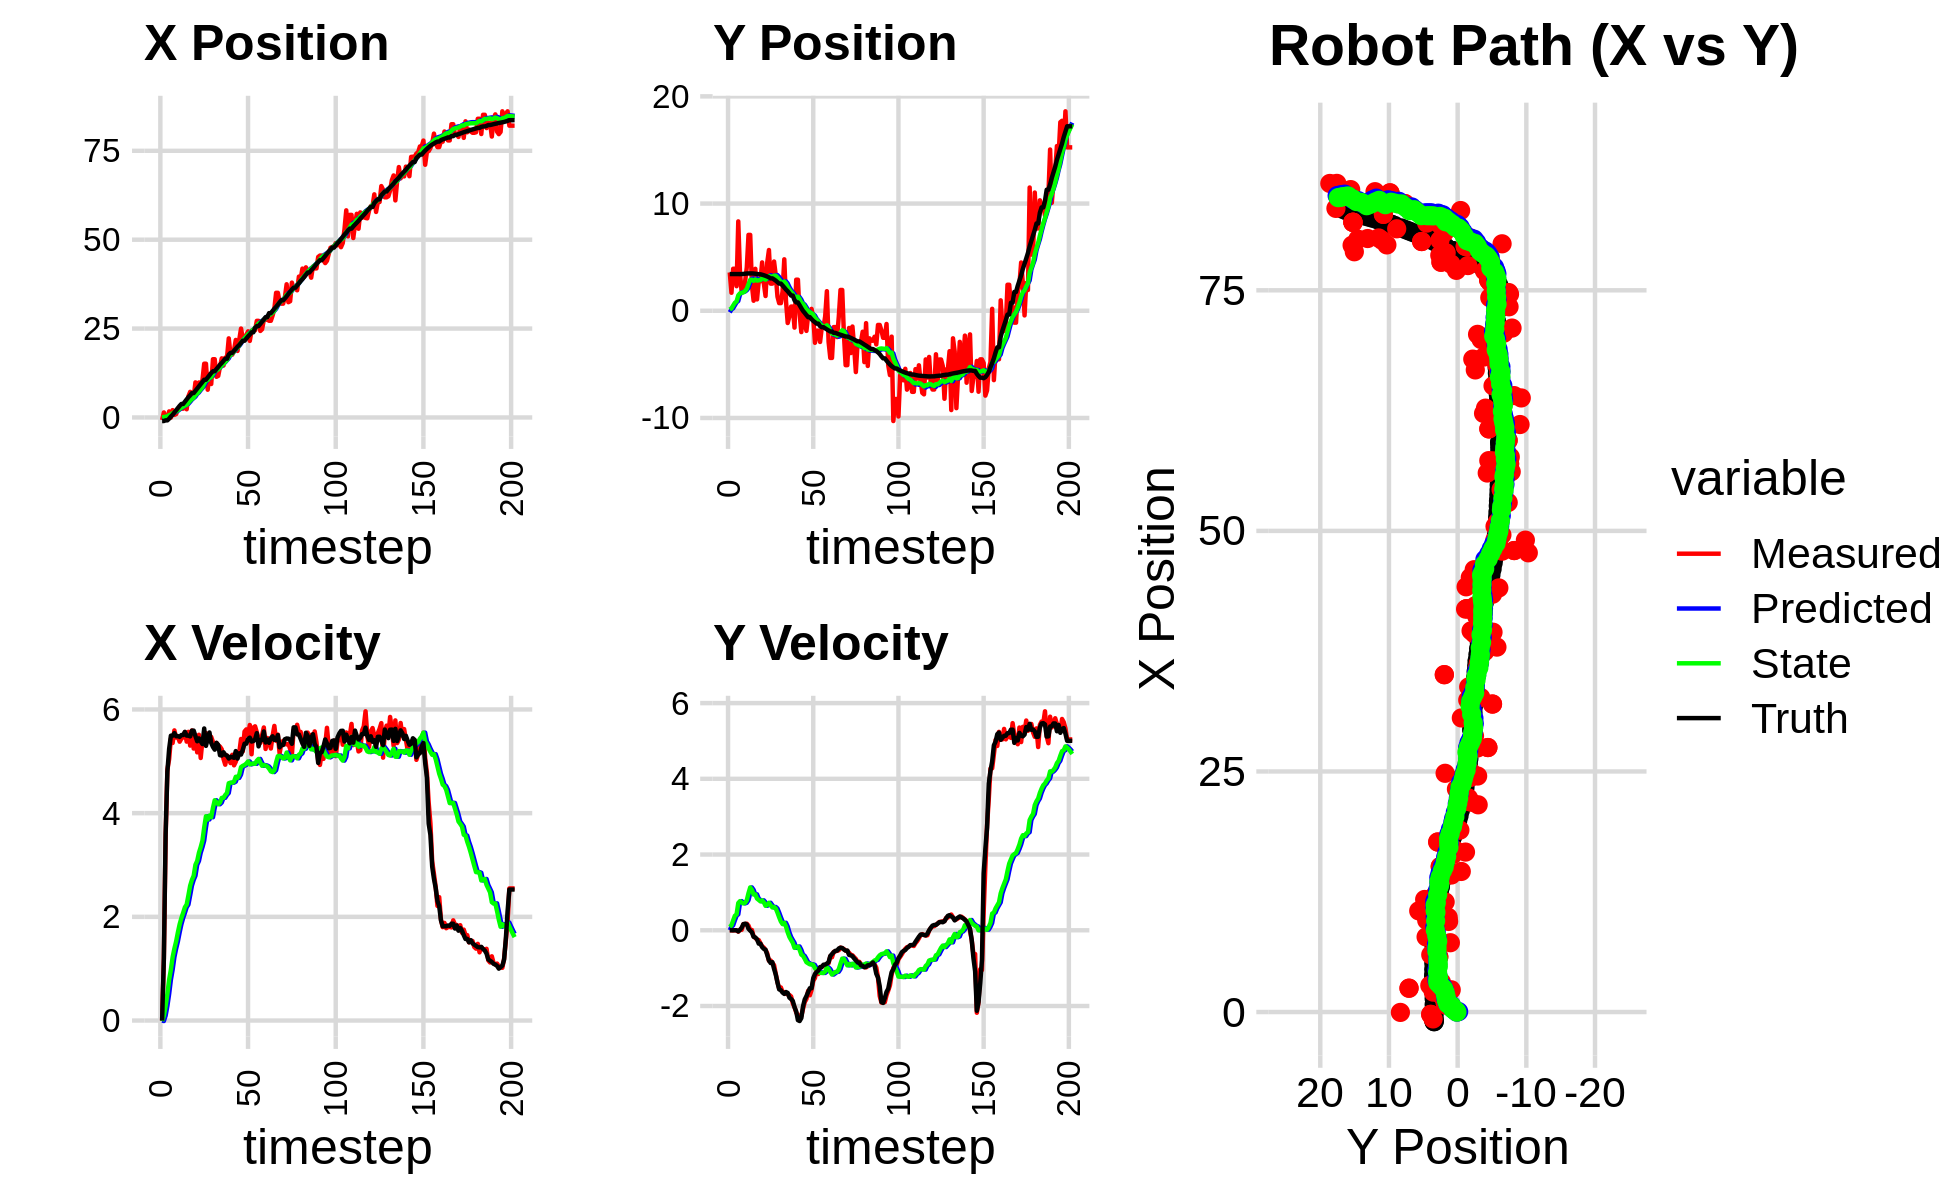 X Position
75
50
25
0
0
50
100
150
200
timestep
Y Position
20
10
0
-10
0
50
100
150
200
timestep
X Velocity
6
4
2
0
0
50
100
150
200
timestep
Y Velocity
6
4
2
0
-2
0
50
100
150
200
timestep
Robot Path (X vs Y)
X Position
75
50
25
0
20 10 0 -10 -20
Y Position
variable
Measured
Predicted
State
Truth